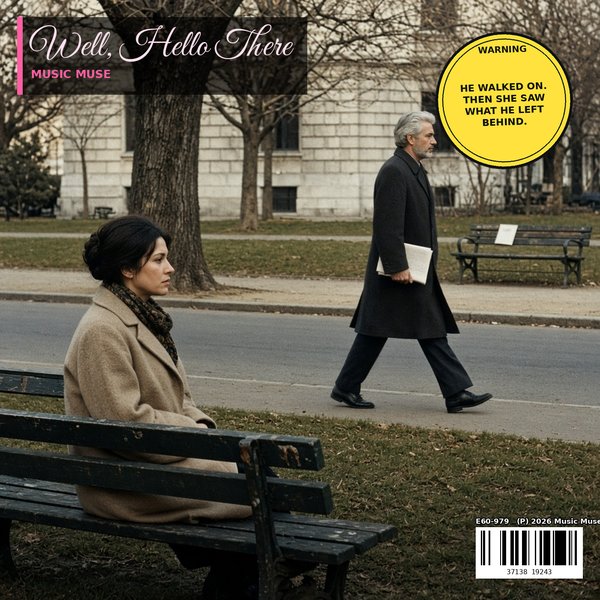 Well, Hello There
MUSIC MUSE
WARNING
HE WALKED ON.
THEN SHE SAW
WHAT HE LEFT
BEHIND.
E60-979 (P) 2026 Music Muse
37138 19243